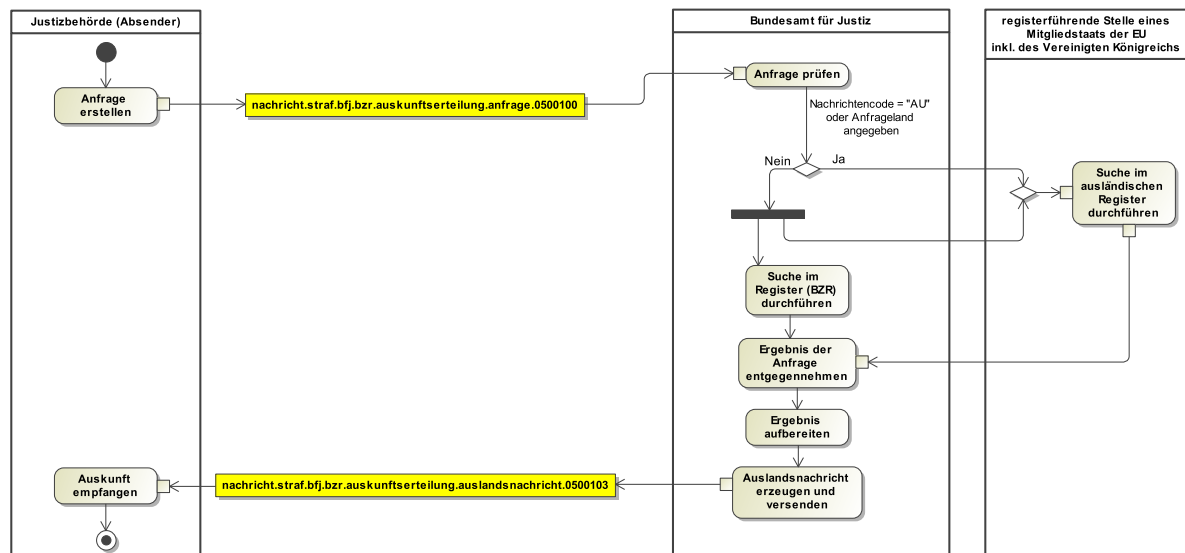 Justizbehörde (Absender)
Bundesamt für Justiz
registerführende Stelle eines
Mitgliedstaats der EU
inkl. des Vereinigten Königreichs
Anfrage
erstellen
nachricht.straf.bfj.bzr.auskunftserteilung.anfrage.0500100
Anfrage prüfen
Nachrichtencode = "AU"
oder Anfrageland
angegeben
Nein
Ja
Suche im
ausländischen
Register
durchführen
Suche im
Register (BZR)
durchführen
Ergebnis der
Anfrage
entgegennehmen
Ergebnis
aufbereiten
Auskunft
empfangen
nachricht.straf.bfj.bzr.auskunftserteilung.auslandsnachricht.0500103
Auslandsnachricht
erzeugen und
versenden